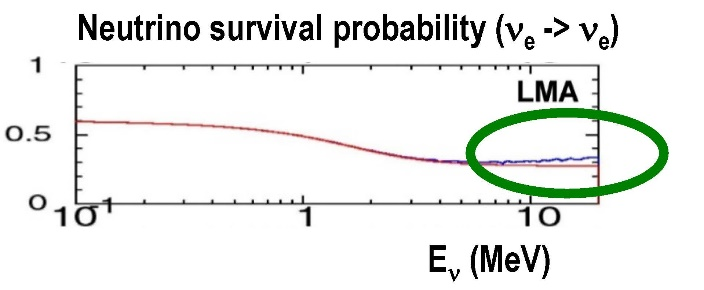 Neutrino survival probability (νe -> νe)
1
LMA
0.5
0
10-1 1 10
Eν (MeV)